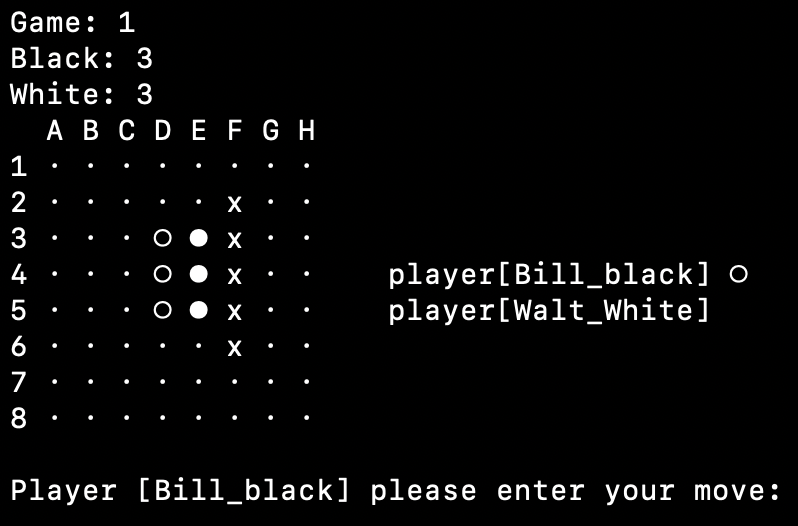 Game: 1
Black: 3
White: 3
  A B C D E F G H
1 · · · · · · · ·
2 · · · · · x · ·
3 · · · ○ ● x · ·
4 · · · ○ ● x · ·    player[Bill_black] ○
5 · · · ○ ● x · ·    player[Walt_White]
6 · · · · · x · ·
7 · · · · · · · ·
8 · · · · · · · ·
Player [Bill_black] please enter your move: